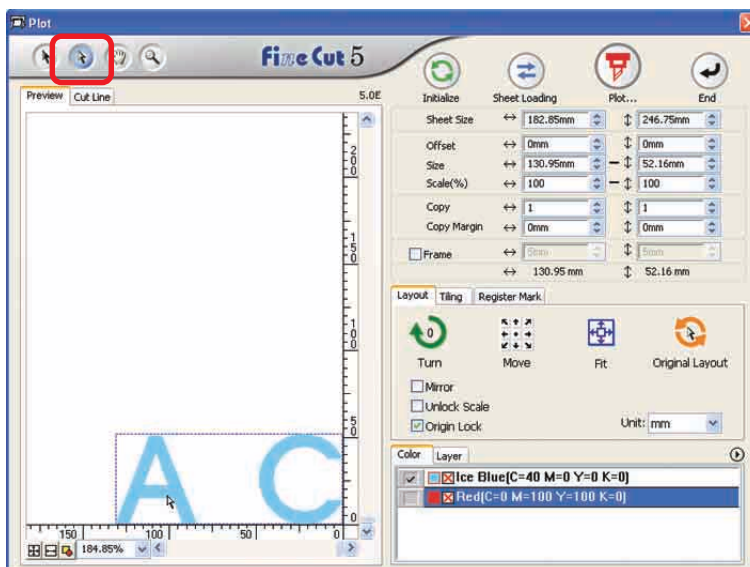 Plot
FineCut 5
Preview Cut Line 5.0E
Initialize Sheet Loading Plot... End
Sheet Size 182.85mm 246.75mm
Offset 0mm 0mm
Size 130.95mm 52.16mm
Scale(%) 100 100
Copy 1 1
Copy Margin 0mm 0mm
Frame 5mm 5mm
130.95 mm 52.16 mm
Layout Tiling Register Mark
0
Turn Move Fit Original Layout
Mirror
Unlock Scale
Origin Lock Unit: mm
Color Layer
Ice Blue[C=40 M=0 Y=0 K=0]
Red[C=0 M=100 Y=100 K=0]
200
150
100
50
0
A C
150 100 50 0
184.85%